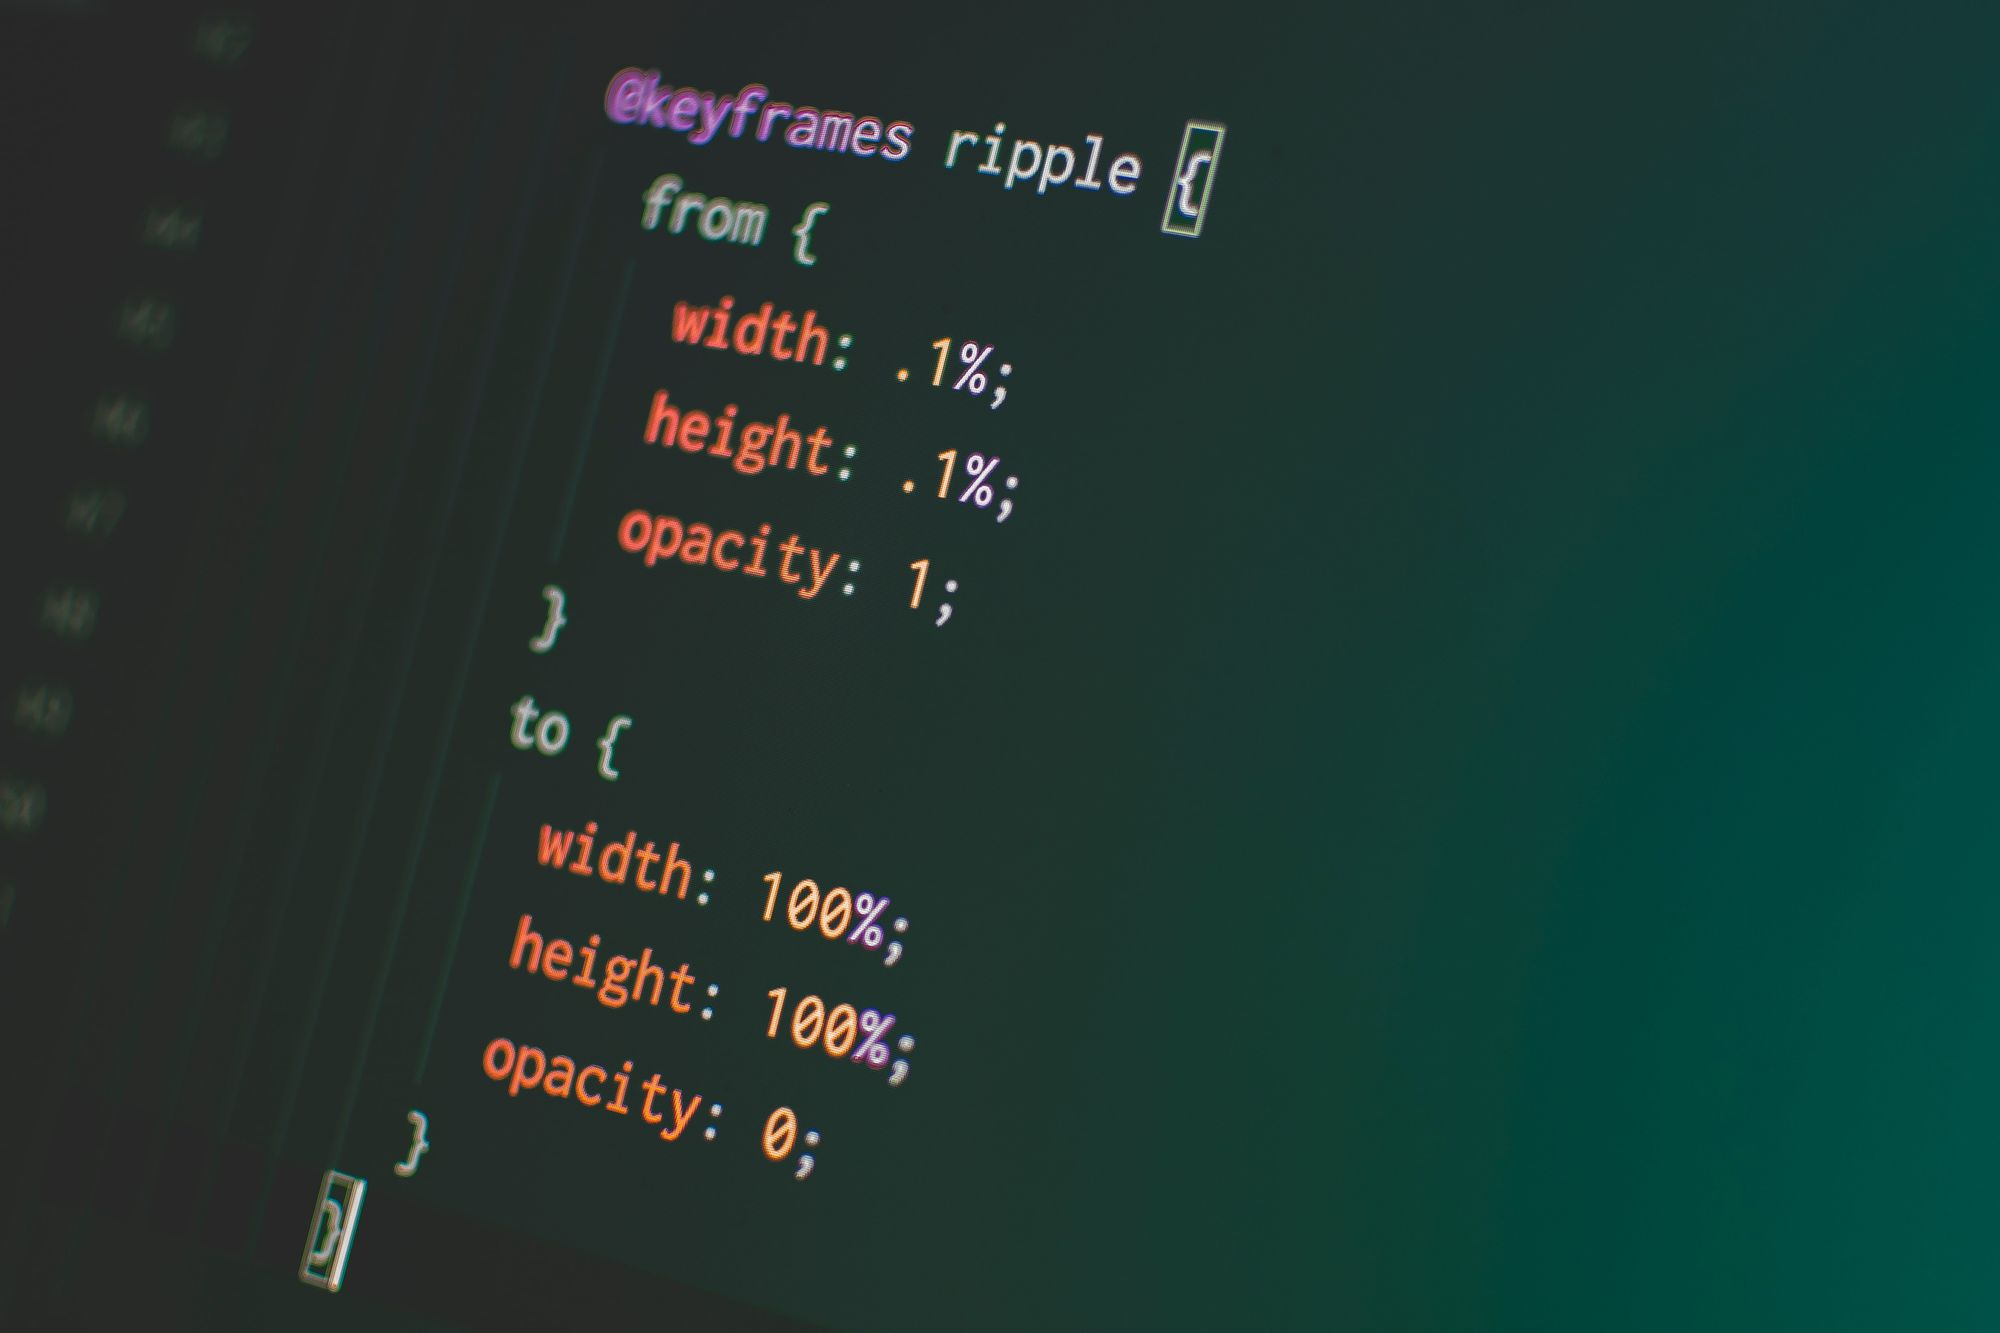 @keyframes ripple {
from {
width: .1%;
height: .1%;
opacity: 1;
}
to {
width: 100%;
height: 100%;
opacity: 0;
}
}